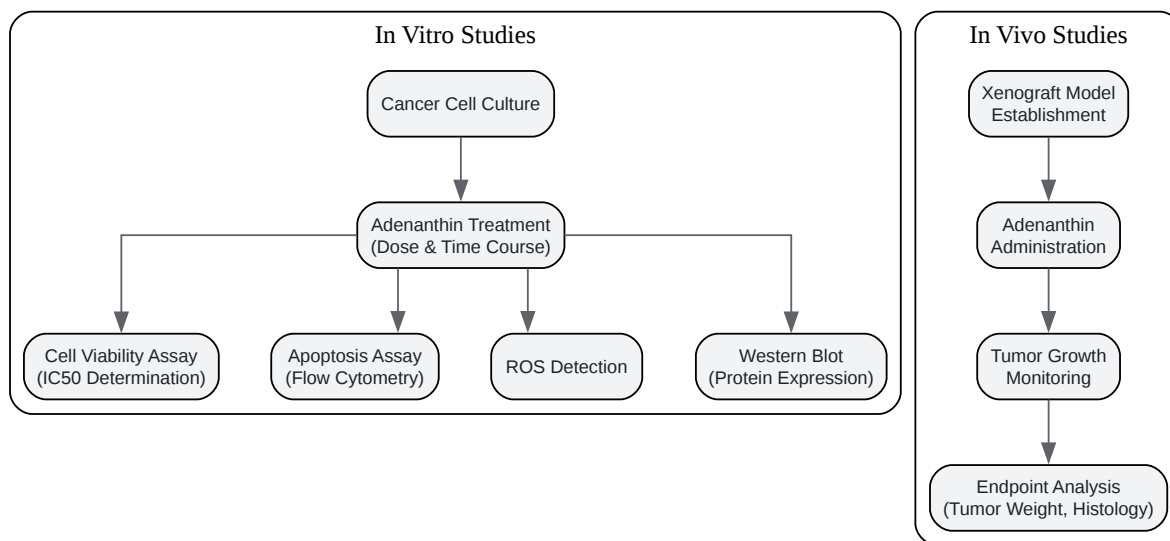 In Vitro Studies
Cancer Cell Culture
Adenanthin Treatment
(Dose & Time Course)
Cell Viability Assay
(IC50 Determination)
Apoptosis Assay
(Flow Cytometry)
ROS Detection
Western Blot
(Protein Expression)
In Vivo Studies
Xenograft Model
Establishment
Adenanthin
Administration
Tumor Growth
Monitoring
Endpoint Analysis
(Tumor Weight, Histology)